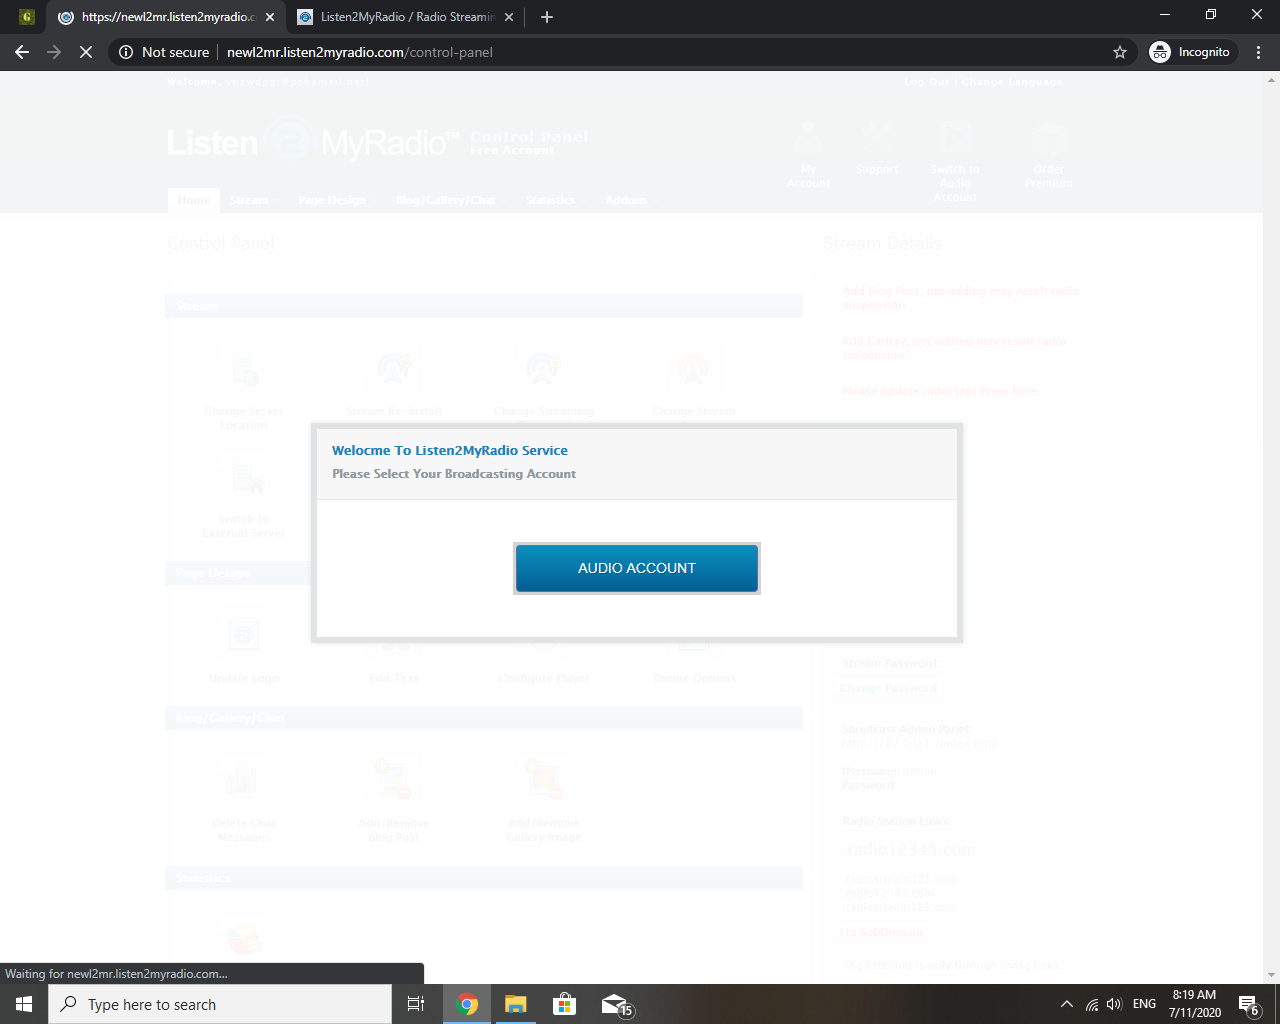 https://newl2mr.listen2myradio.c
Listen2MyRadio / Radio Streamin
Not secure
newl2mr.listen2myradio.com/control-panel
Incognito
Welcome,
Log Out | Change Language
Listen 2 MyRadio™
Control Panel
Free Account
My Account
Support
Switch to Audio Account
Order Premium
Home
Stream
Page Design
Blog/Gallery/Chat
Statistics
Addons
Control Panel
Stream Details
Stream
Add Blog Post, not adding may result radio
suspension
Add Gallery, not adding may result radio
suspension
Please update radio text Press here
Change Server
Location
Stream Re-install
Change Streaming
Change Stream
Welocme To Listen2MyRadio Service
Please Select Your Broadcasting Account
AUDIO ACCOUNT
Switch to
External Server
Page Design
Update Logo
Edit Text
Configure Player
Theme Options
Stream Password
Change Password
Blog/Gallery/Chat
Shoutcast Admin Panel
Username:
Password
Delete Chat
Messages
Add/Remove
Blog Post
Add/Remove
Gallery Image
Radio Station Links
.radio12345.com
Statistics
Fix SubDomain
Waiting for newl2mr.listen2myradio.com...
Type here to search
15
ENG
8:19 AM
7/11/2020
6